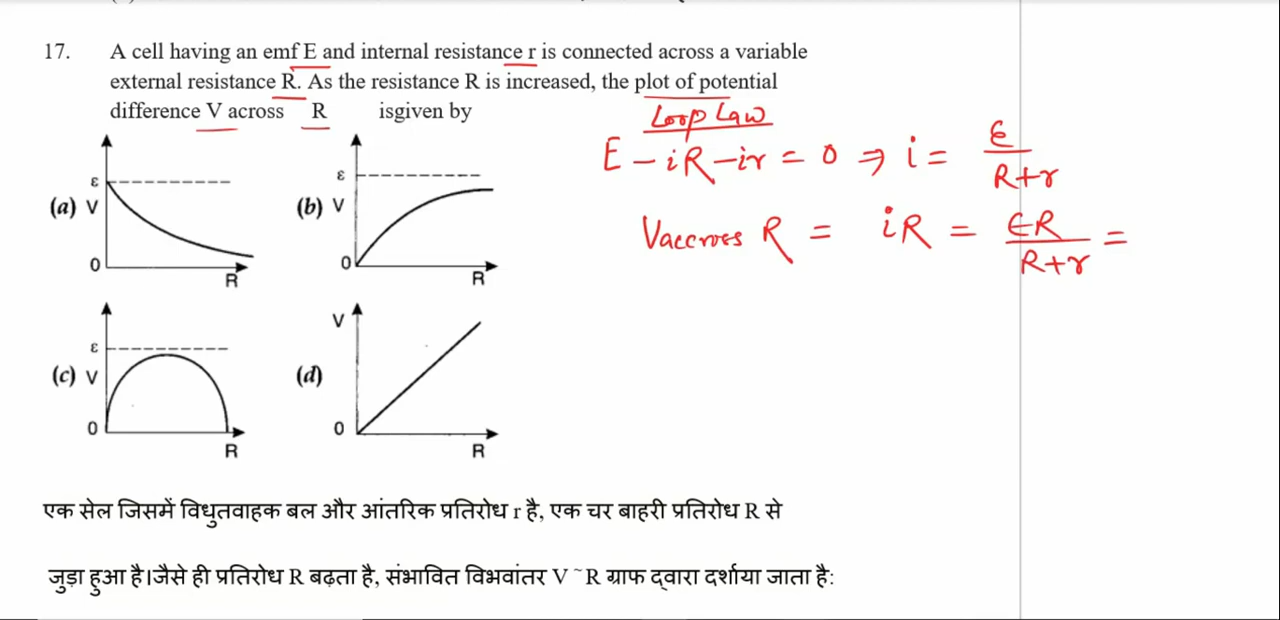 17. A cell having an emf E and internal resistance r is connected across a variable
external resistance R. As the resistance R is increased, the plot of potential
difference V across R isgiven by
Loop Law
E - iR - ir = 0 ⇒ i = ε/R+r
Vaccroes R = iR = ER/R+r =
(a) V ε 0 R
(b) V ε 0 R
(c) V ε 0 R
(d) V 0 R
एक सेल जिसमें विधुतवाहक बल और आंतरिक प्रतिरोध r है, एक चर बाहरी प्रतिरोध R से
जुड़ा हुआ है।जैसे ही प्रतिरोध R बढ़ता है, संभावित विभवांतर V ~R ग्राफ द्वारा दर्शाया जाता है: